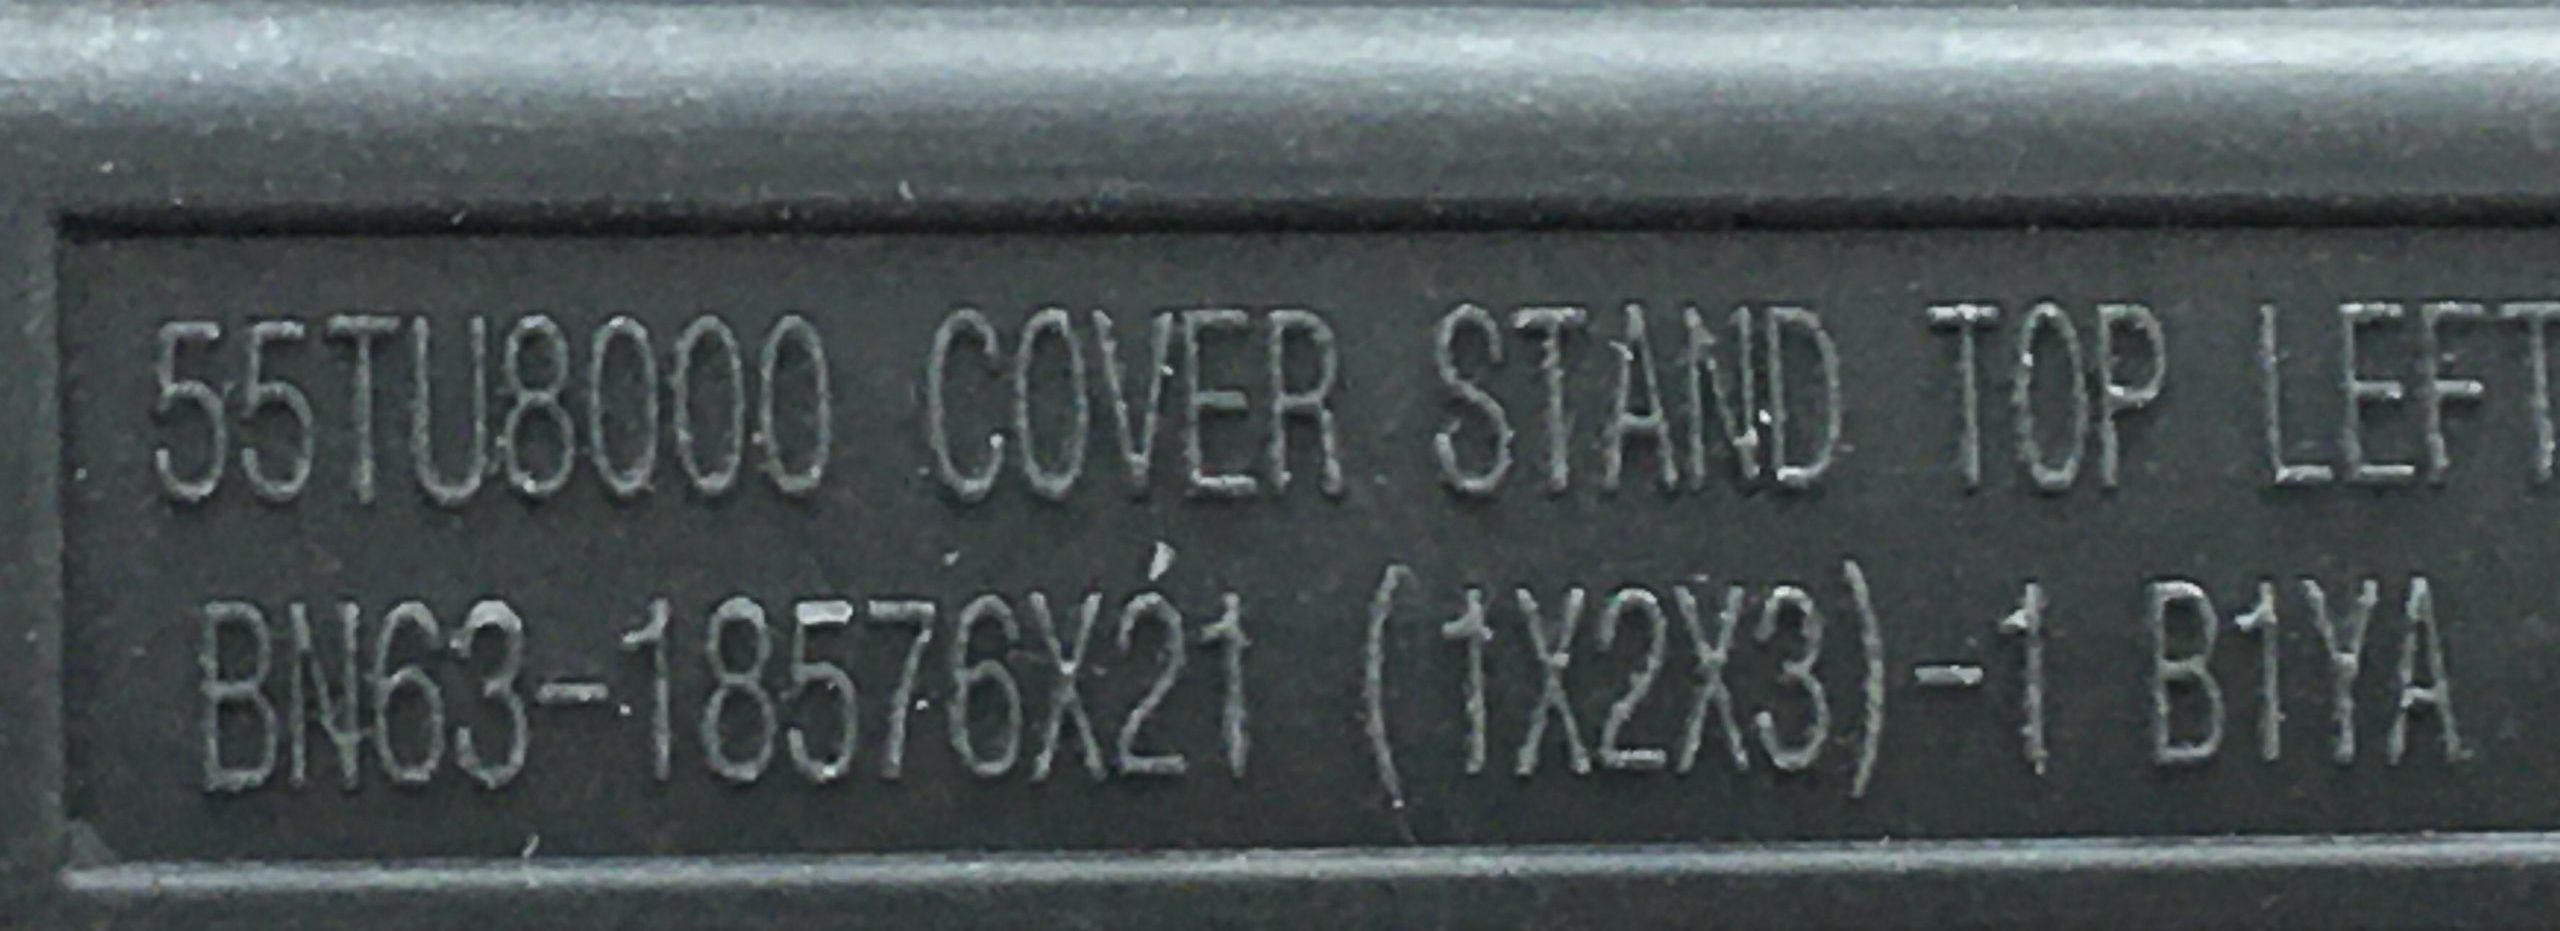 55TU8000 COVER STAND TOP LEFT
BN63-18576X21 (1X2X3)-1 B1YA